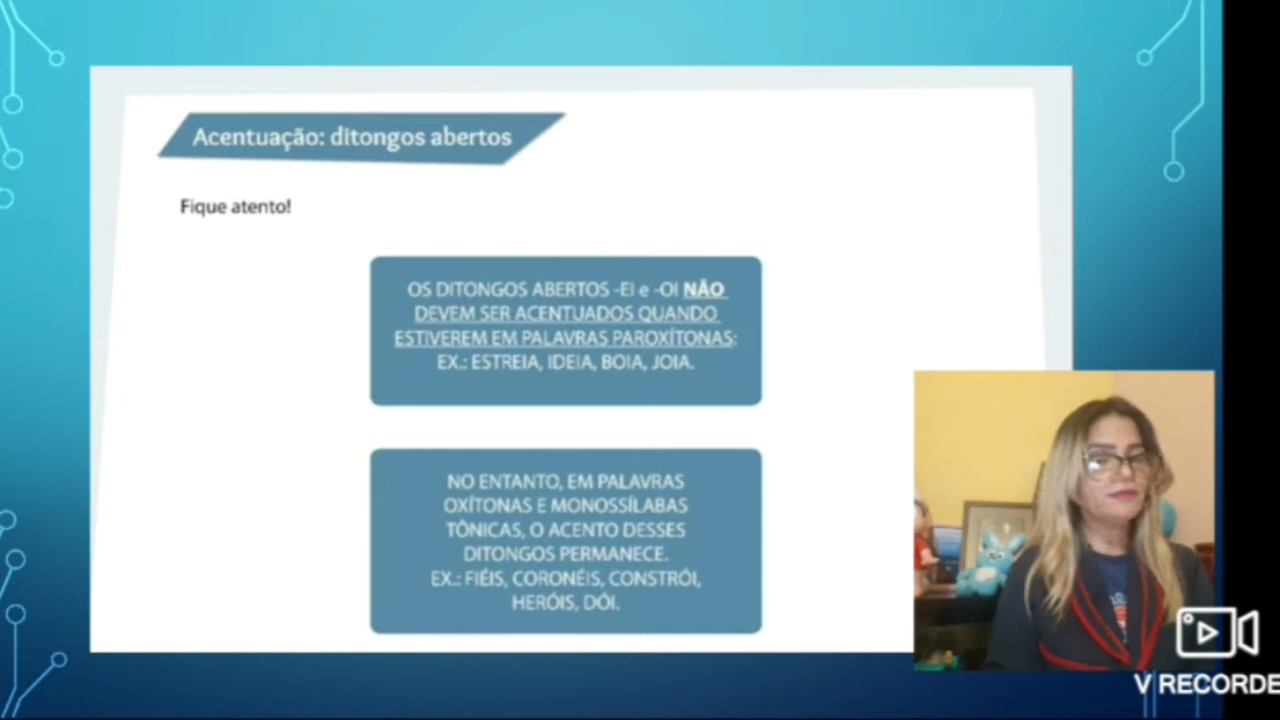 Acentuação: ditongos abertos
Fique atento!
OS DITONGOS ABERTOS -EI e -OI NÃO
DEVEM SER ACENTUADOS QUANDO
ESTIVEREM EM PALAVRAS PAROXÍTONAS:
EX.: ESTREIA, IDEIA, BOIA, JOIA.
NO ENTANTO, EM PALAVRAS
OXÍTONAS E MONOSSÍLABAS
TÔNICAS, O ACENTO DESSES
DITONGOS PERMANECE.
EX.: FIÉIS, CORONÉIS, CONSTRÓI,
HERÓIS, DÓI.
V RECORDE